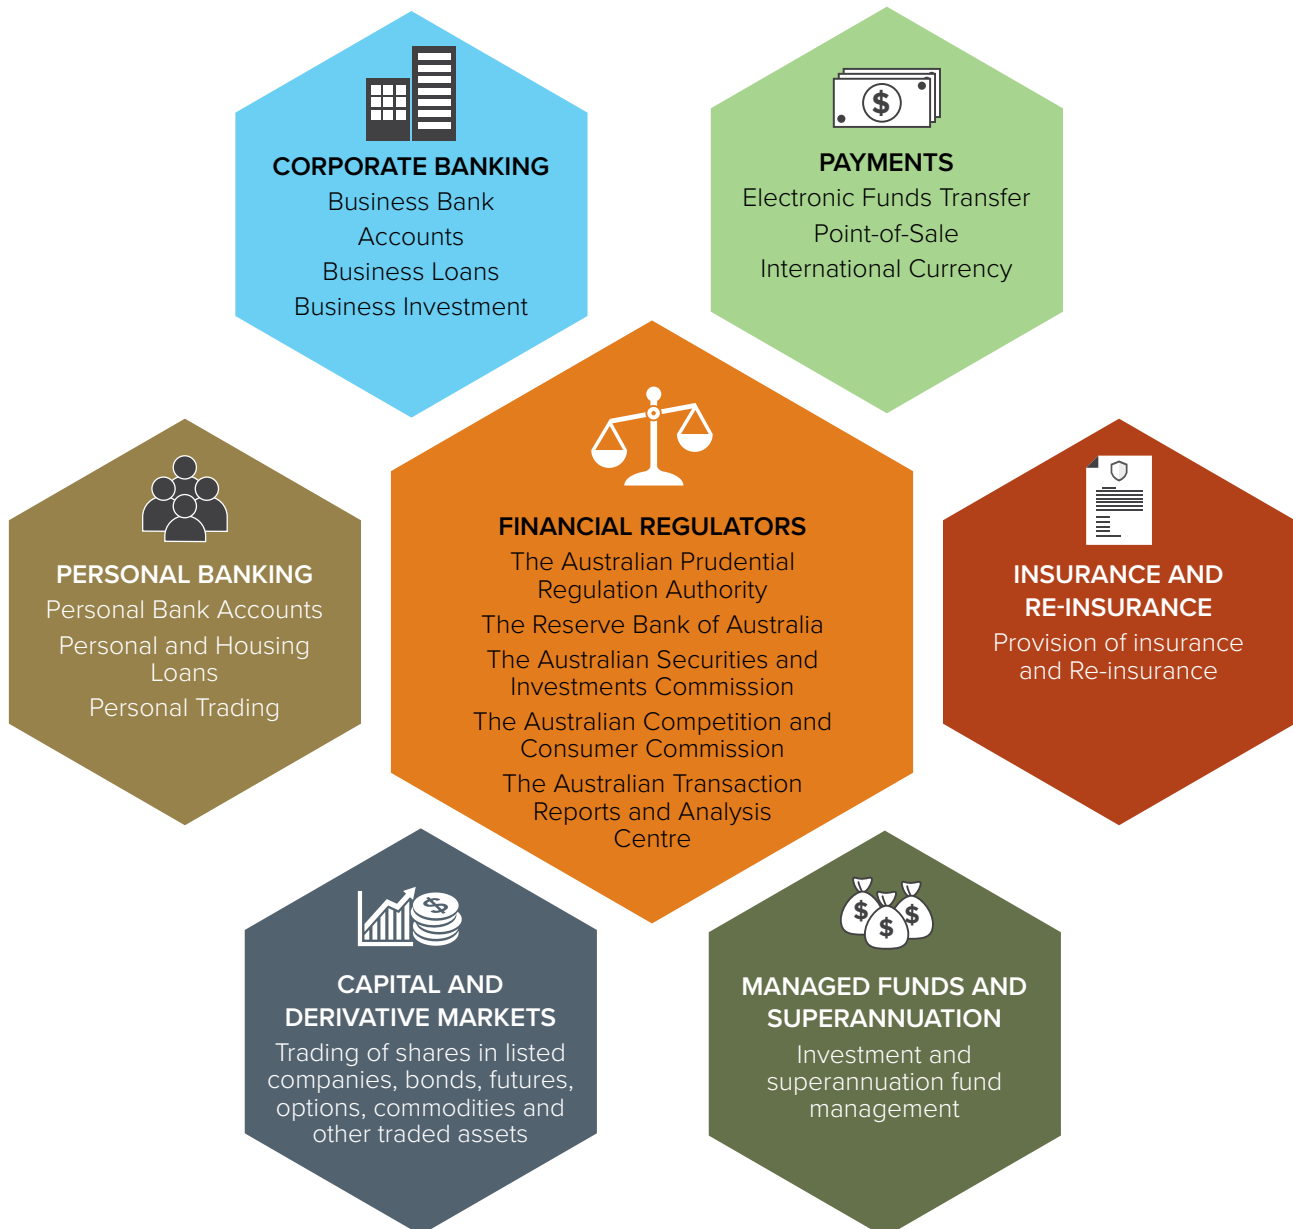 CORPORATE BANKING
Business Bank
Accounts
Business Loans
Business Investment
PAYMENTS
Electronic Funds Transfer
Point-of-Sale
International Currency
PERSONAL BANKING
Personal Bank Accounts
Personal and Housing
Loans
Personal Trading
FINANCIAL REGULATORS
The Australian Prudential
Regulation Authority
The Reserve Bank of Australia
The Australian Securities and
Investments Commission
The Australian Competition and
Consumer Commission
The Australian Transaction
Reports and Analysis
Centre
INSURANCE AND
RE-INSURANCE
Provision of insurance
and Re-insurance
CAPITAL AND
DERIVATIVE MARKETS
Trading of shares in listed
companies, bonds, futures,
options, commodities and
other traded assets
MANAGED FUNDS AND
SUPERANNUATION
Investment and
superannuation fund
management